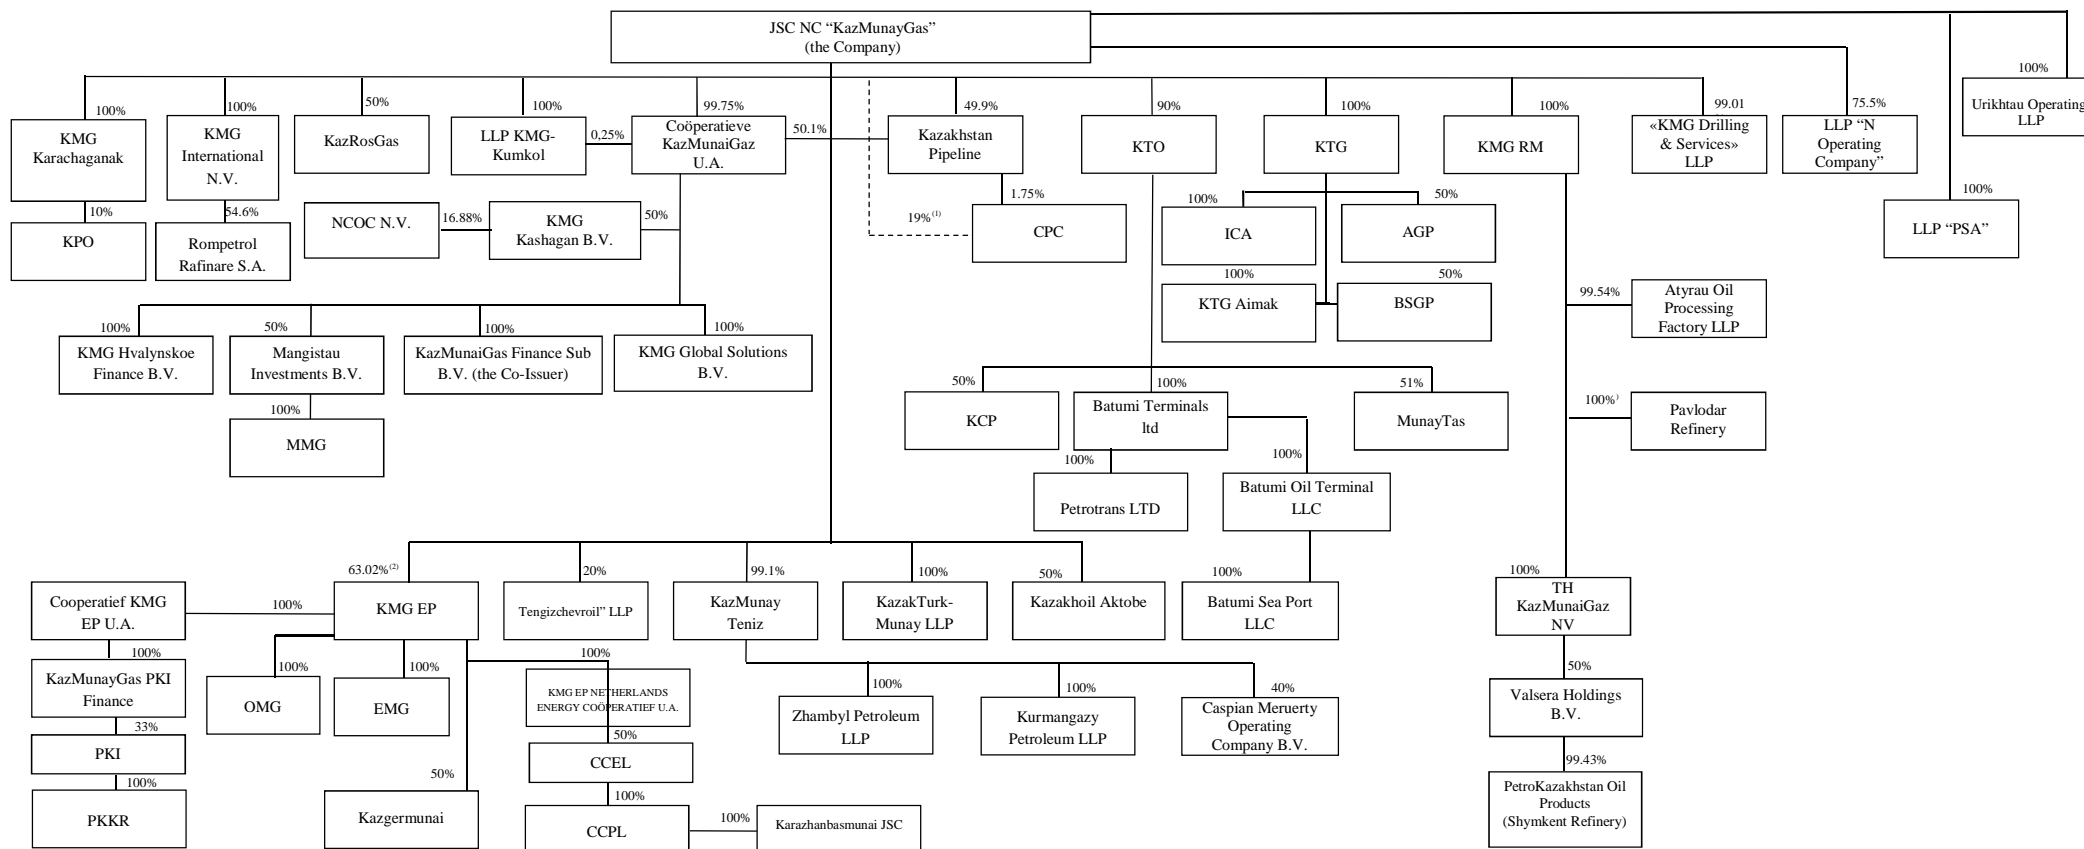 JSC NC “KazMunayGas”
(the Company)
100%
100%
50%
100%
99.75%
49.9%
90%
100%
100%
99.01
75.5%
100%
KMG
Karachaganak
KMG
International
N.V.
KazRosGas
LLP KMG-
Kumkol
0,25%
Coöperatieve
KazMunaiGaz
U.A.
50.1%
Kazakhstan
Pipeline
KTO
KTG
KMG RM
«KMG Drilling
& Services»
LLP
LLP “N
Operating
Company”
Urikhtau Operating
LLP
10%
54.6%
1.75%
100%
50%
100%
KPO
Rompetrol
Rafinare S.A.
NCOC N.V.
16.88%
KMG
Kashagan B.V.
50%
19%(1)
CPC
ICA
AGP
LLP “PSA”
100%
50%
KTG Aimak
BSGP
99.54%
Atyrau Oil
Processing
Factory LLP
100%
50%
100%
100%
KMG Hvalynskoe
Finance B.V.
Mangistau
Investments B.V.
KazMunaiGas Finance Sub
B.V. (the Co-Issuer)
KMG Global Solutions
B.V.
100%
MMG
50%
100%
51%
KCP
Batumi Terminals
ltd
MunayTas
100%)
Pavlodar
Refinery
100%
100%
Petrotrans LTD
Batumi Oil Terminal
LLC
63.02%(2)
20%
99.1%
100%
50%
100%
100%
Cooperatief KMG
EP U.A.
100%
KMG EP
Tengizchevroil” LLP
KazMunay
Teniz
KazakTurk-
Munay LLP
Kazakhoil Aktobe
Batumi Sea Port
LLC
TH
KazMunaiGaz
NV
100%
100%
100%
100%
50%
KazMunayGas PKI
Finance
OMG
EMG
KMG EP NETHERLANDS
ENERGY COÖPERATIEF U.A.
100%
100%
40%
Zhambyl Petroleum
LLP
Kurmangazy
Petroleum LLP
Caspian Meruerty
Operating
Company B.V.
Valsera Holdings
B.V.
33%
50%
PKI
CCEL
99.43%
100%
50%
100%
PKKR
Kazgermunai
CCPL
100%
Karazhanbasmunai JSC
PetroKazakhstan Oil
Products
(Shymkent Refinery)